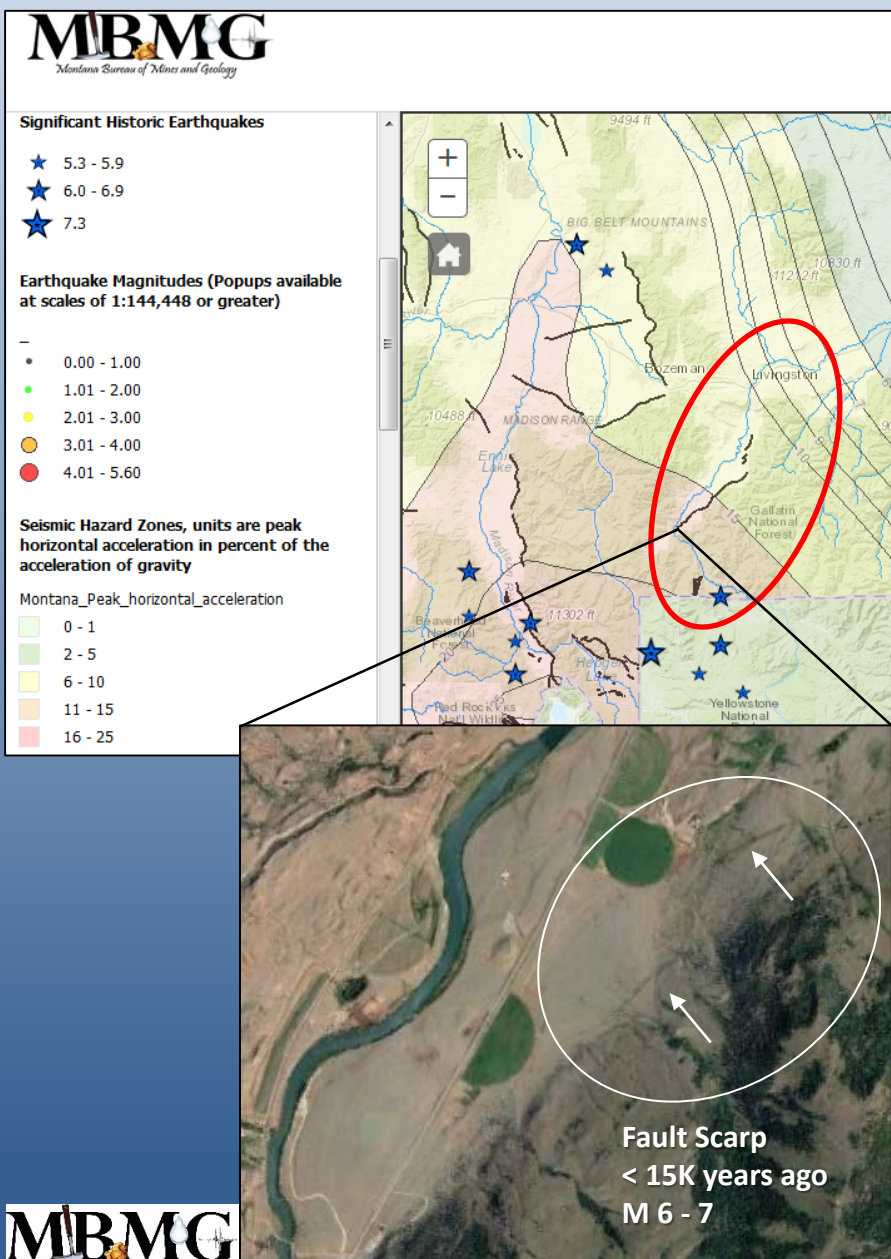 MBMG
Montana Bureau of Mines and Geology
Significant Historic Earthquakes
5.3 - 5.9
6.0 - 6.9
7.3
Earthquake Magnitudes (Popups available
at scales of 1:144,448 or greater)
–
0.00 - 1.00
1.01 - 2.00
2.01 - 3.00
3.01 - 4.00
4.01 - 5.60
Seismic Hazard Zones, units are peak
horizontal acceleration in percent of the
acceleration of gravity
Montana_Peak_horizontal_acceleration
0 - 1
2 - 5
6 - 10
11 - 15
16 - 25
+
−
9494 ft
BIG BELT MOUNTAINS
10830 ft
11212 ft
Bozeman
Livingston
10488 ft
MADISON RANGE
Ennis
Lake
7
9
10
15
Gallatin
National
Forest
11302 ft
Beaverhead
National
Forest
20
Hebgen
Lake
Red Rock
Nat'l Wildli
25
Yellowstone
National
Fault Scarp
< 15K years ago
M 6 - 7
MBMG